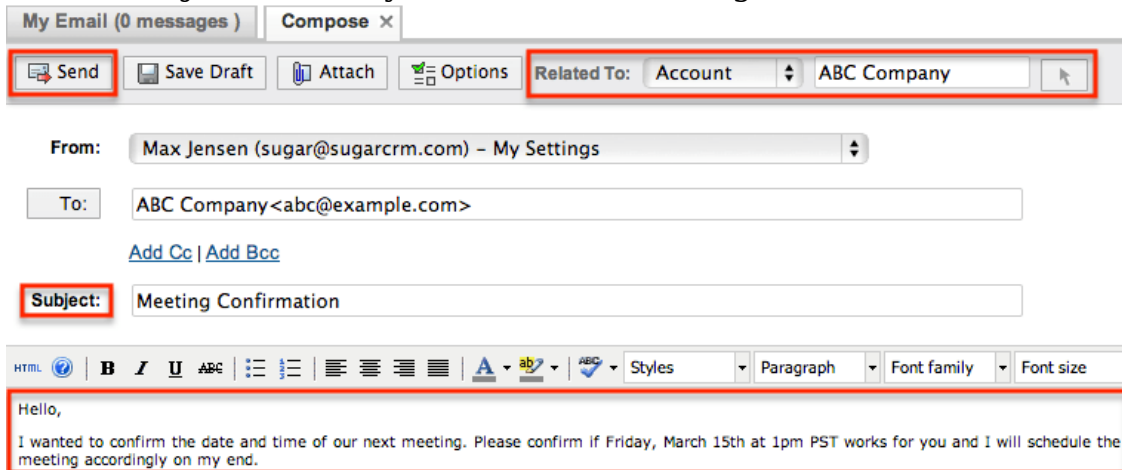 My Email (0 messages )   Compose ×
Send   Save Draft   Attach   Options   Related To:   Account   ABC Company
From:   Max Jensen (sugar@sugarcrm.com) – My Settings
To:   ABC Company<abc@example.com>
Add Cc | Add Bcc
Subject:   Meeting Confirmation
HTML   B   I   U   ABC   A   ab   ABC   Styles   Paragraph   Font family   Font size
Hello,
I wanted to confirm the date and time of our next meeting. Please confirm if Friday, March 15th at 1pm PST works for you and I will schedule the
meeting accordingly on my end.